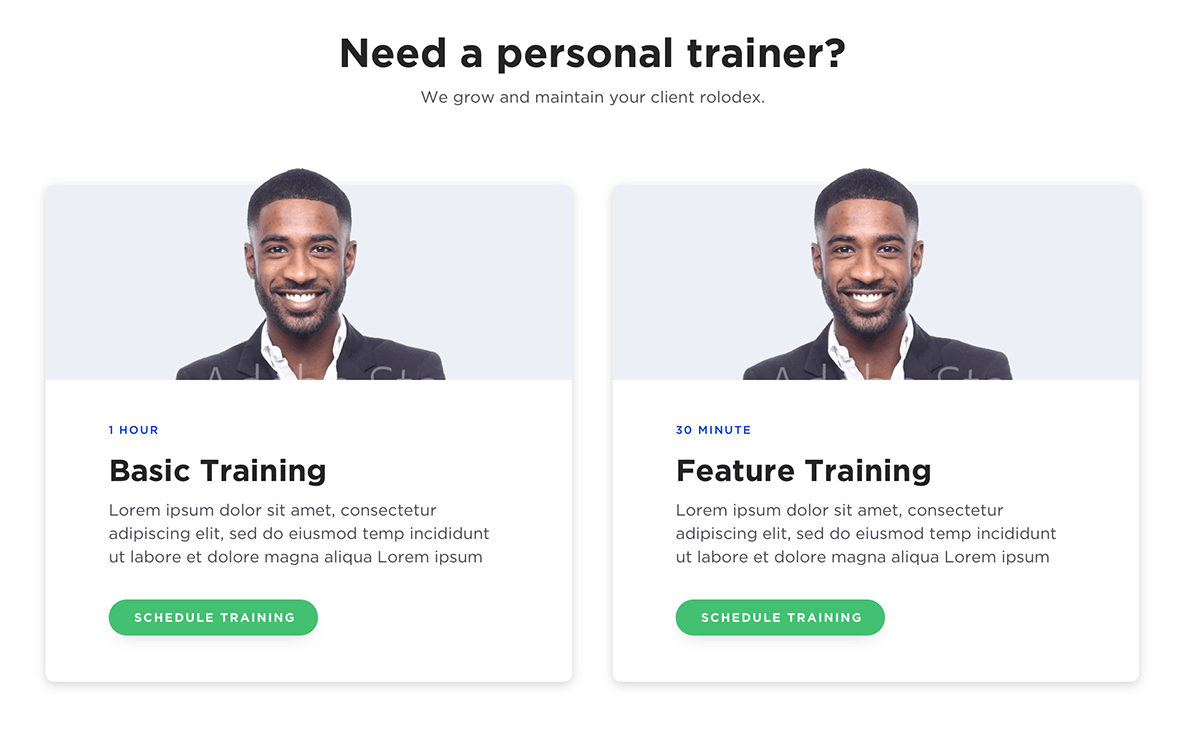 Need a personal trainer?
We grow and maintain your client rolodex.
1 HOUR
Basic Training
Lorem ipsum dolor sit amet, consectetur
adipiscing elit, sed do eiusmod temp incididunt
ut labore et dolore magna aliqua Lorem ipsum
SCHEDULE TRAINING
30 MINUTE
Feature Training
Lorem ipsum dolor sit amet, consectetur
adipiscing elit, sed do eiusmod temp incididunt
ut labore et dolore magna aliqua Lorem ipsum
SCHEDULE TRAINING